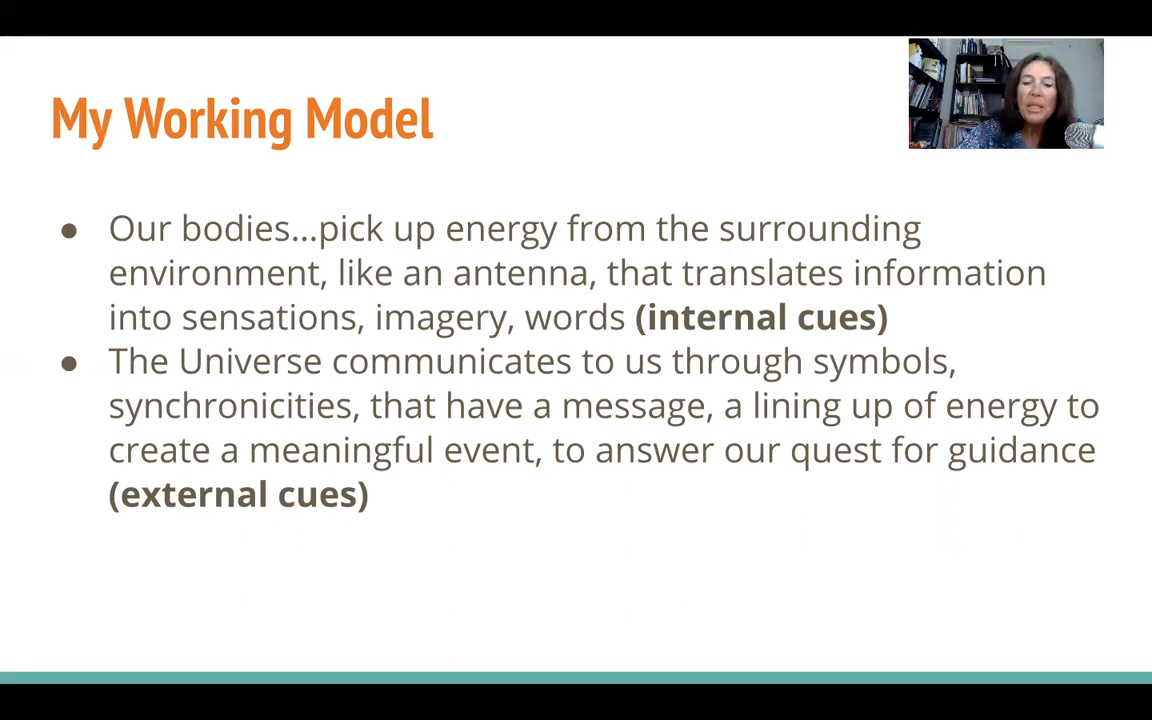 My Working Model
● Our bodies...pick up energy from the surrounding
environment, like an antenna, that translates information
into sensations, imagery, words (internal cues)
● The Universe communicates to us through symbols,
synchronicities, that have a message, a lining up of energy to
create a meaningful event, to answer our quest for guidance
(external cues)